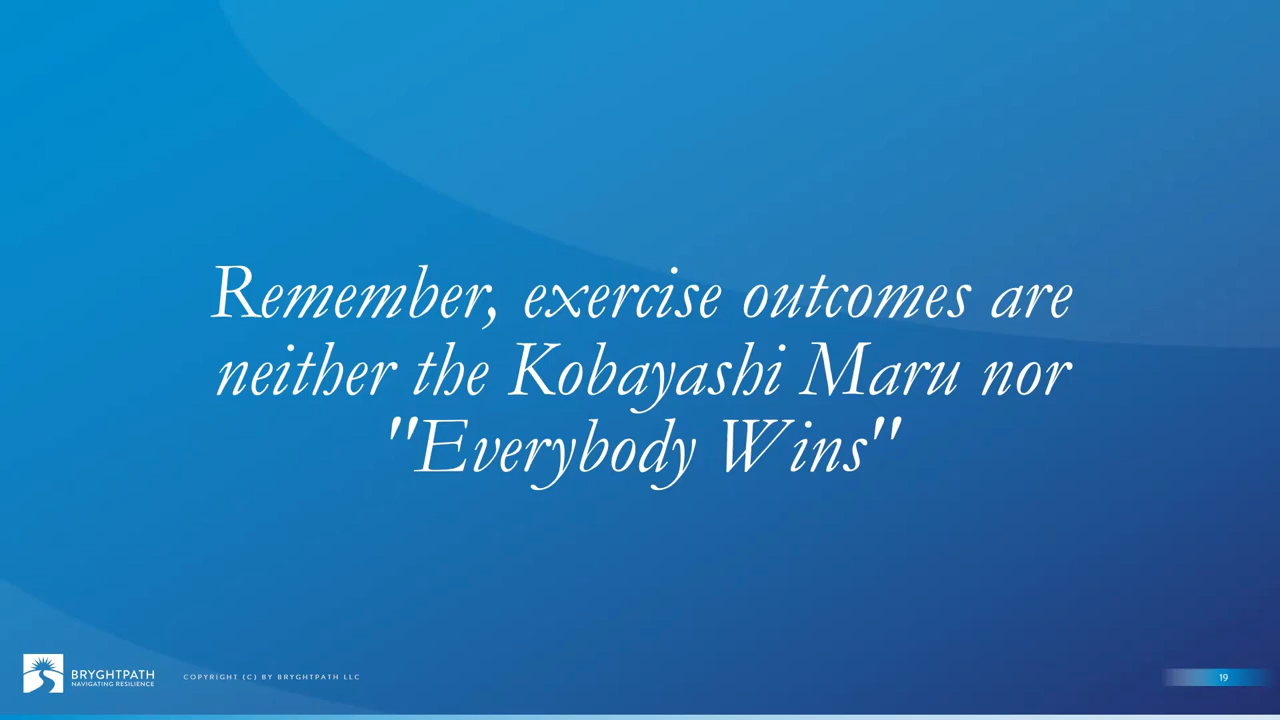 Remember, exercise outcomes are
neither the Kobayashi Maru nor
"Everybody Wins"
BRYGHTPATH
NAVIGATING RESILIENCE
COPYRIGHT (C) BY BRYGHTPATH LLC
19